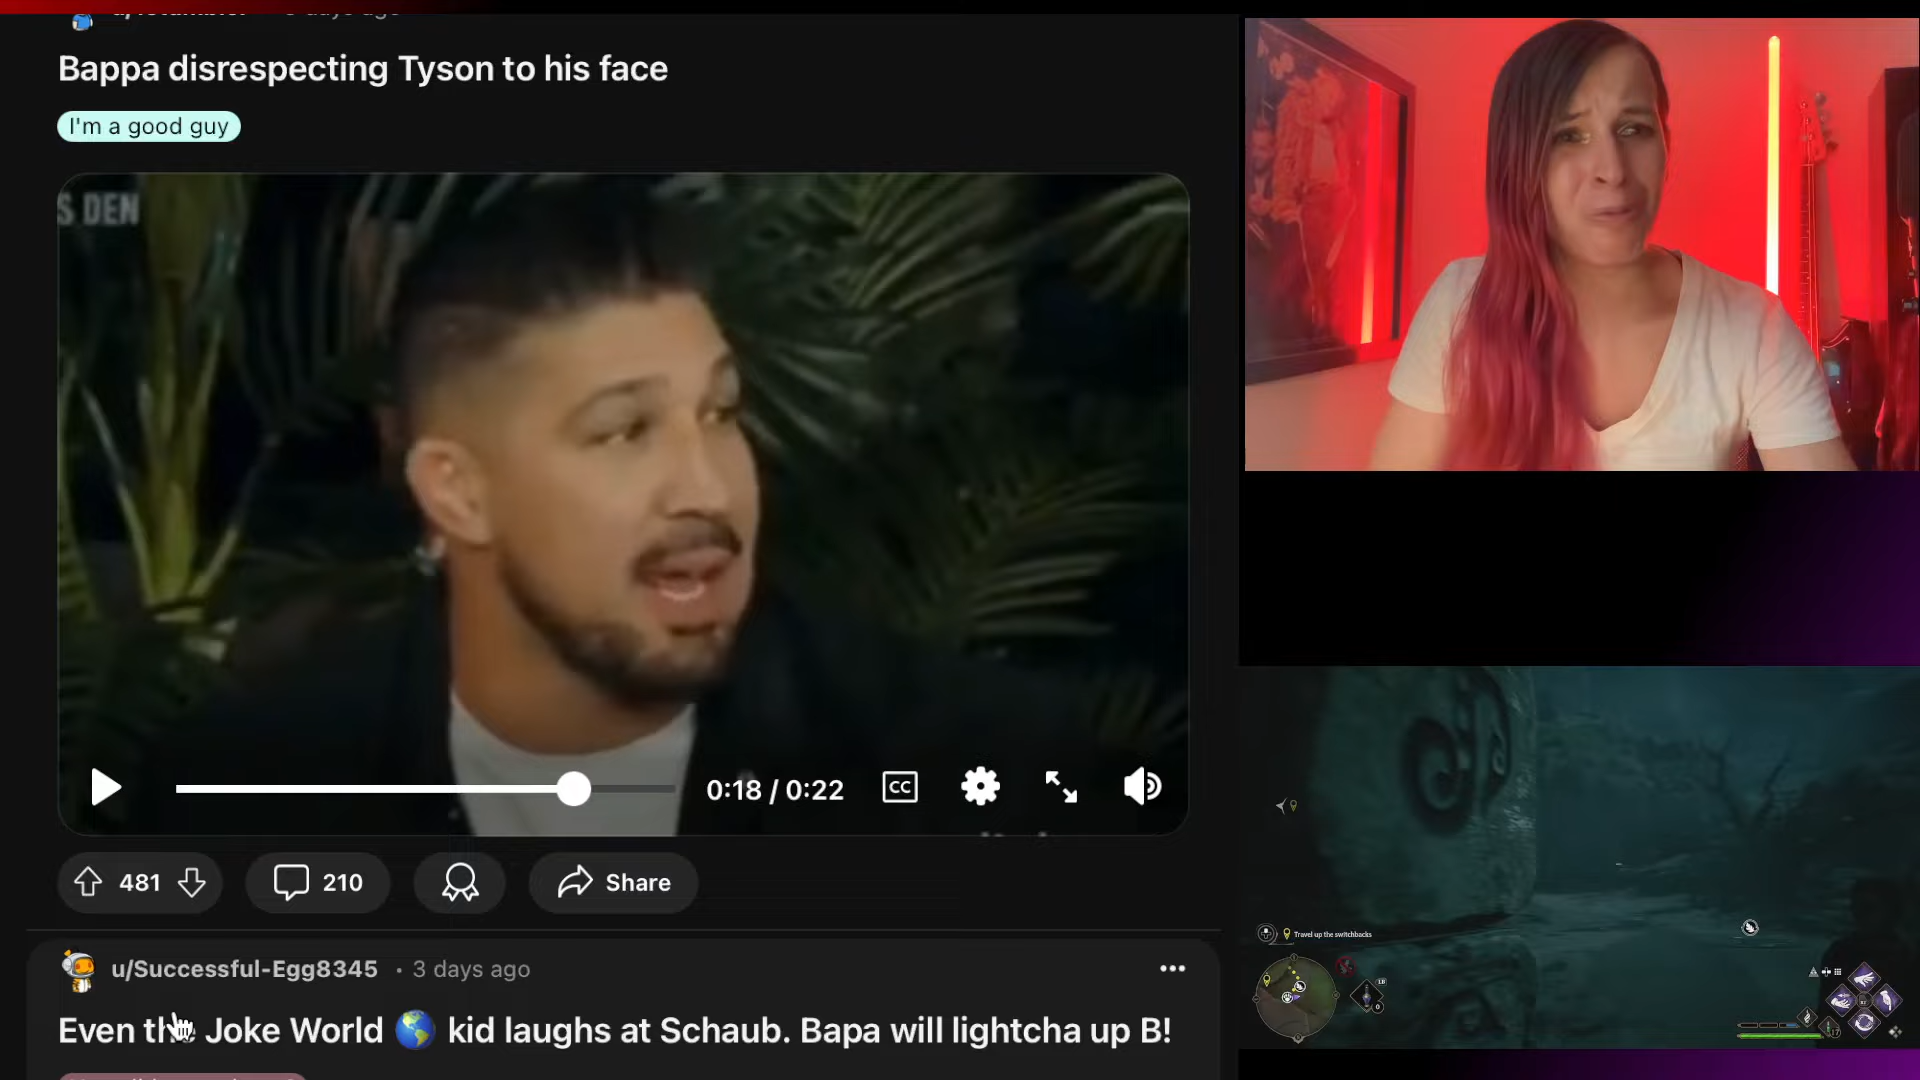 Bappa disrespecting Tyson to his face
I'm a good guy
S DEN
0:18 / 0:22
CC
481
210
Share
u/Successful-Egg8345 • 3 days ago
Even the Joke World 🌎 kid laughs at Schaub. Bapa will lightcha up B!
Travel up the switchbacks